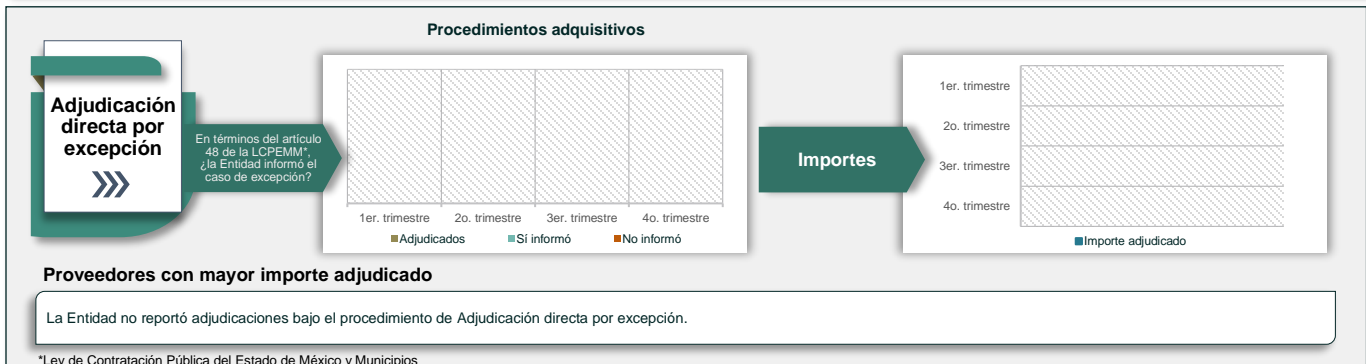 Procedimientos adquisitivos
Adjudicación
directa por
excepción
En términos del artículo
48 de la LCPEMM*,
¿la Entidad informó el
caso de excepción?
1er. trimestre 2o. trimestre 3er. trimestre 4o. trimestre
Adjudicados Sí informó No informó
Importes
1er. trimestre
2o. trimestre
3er. trimestre
4o. trimestre
Importe adjudicado
Proveedores con mayor importe adjudicado
La Entidad no reportó adjudicaciones bajo el procedimiento de Adjudicación directa por excepción.
*Ley de Contratación Pública del Estado de México y Municipios